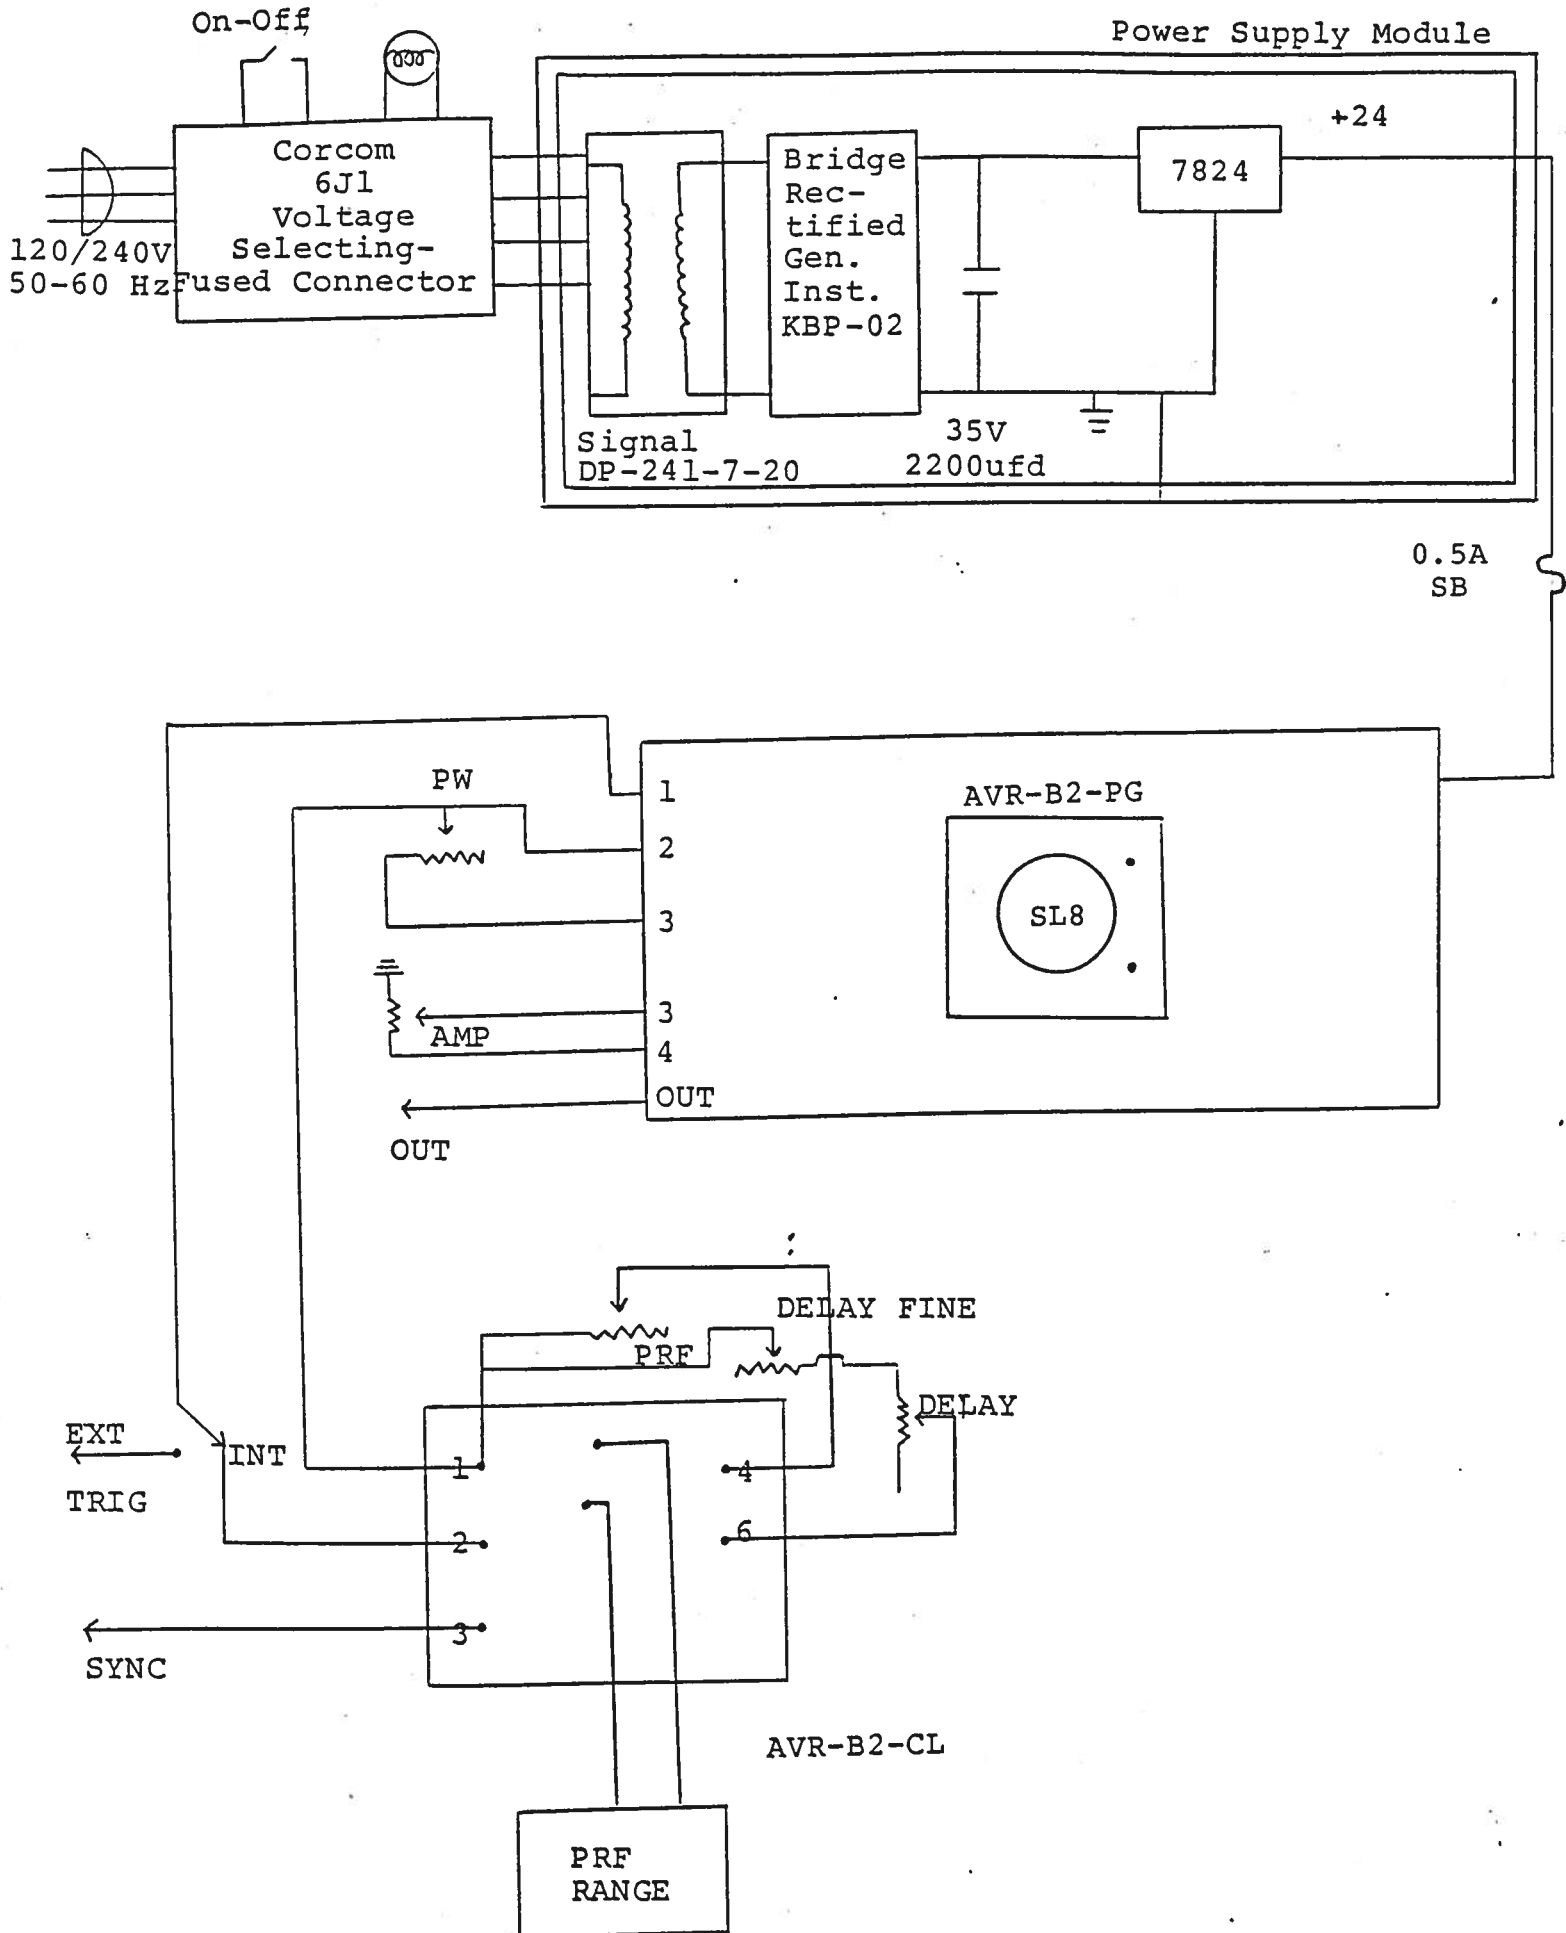 On-Off
Power Supply Module
+24
Corcom
6J1
Voltage
Selecting-
Fused Connector
120/240V
50-60 Hz
Bridge
Rec-
tified
Gen.
Inst.
KBP-02
7824
Signal
DP-241-7-20
35V
2200ufd
0.5A
SB
PW
1
2
3
3
4
OUT
AMP
OUT
AVR-B2-PG
SL8
DELAY FINE
PRF
DELAY
EXT
INT
TRIG
1
2
3
4
6
SYNC
AVR-B2-CL
PRF
RANGE